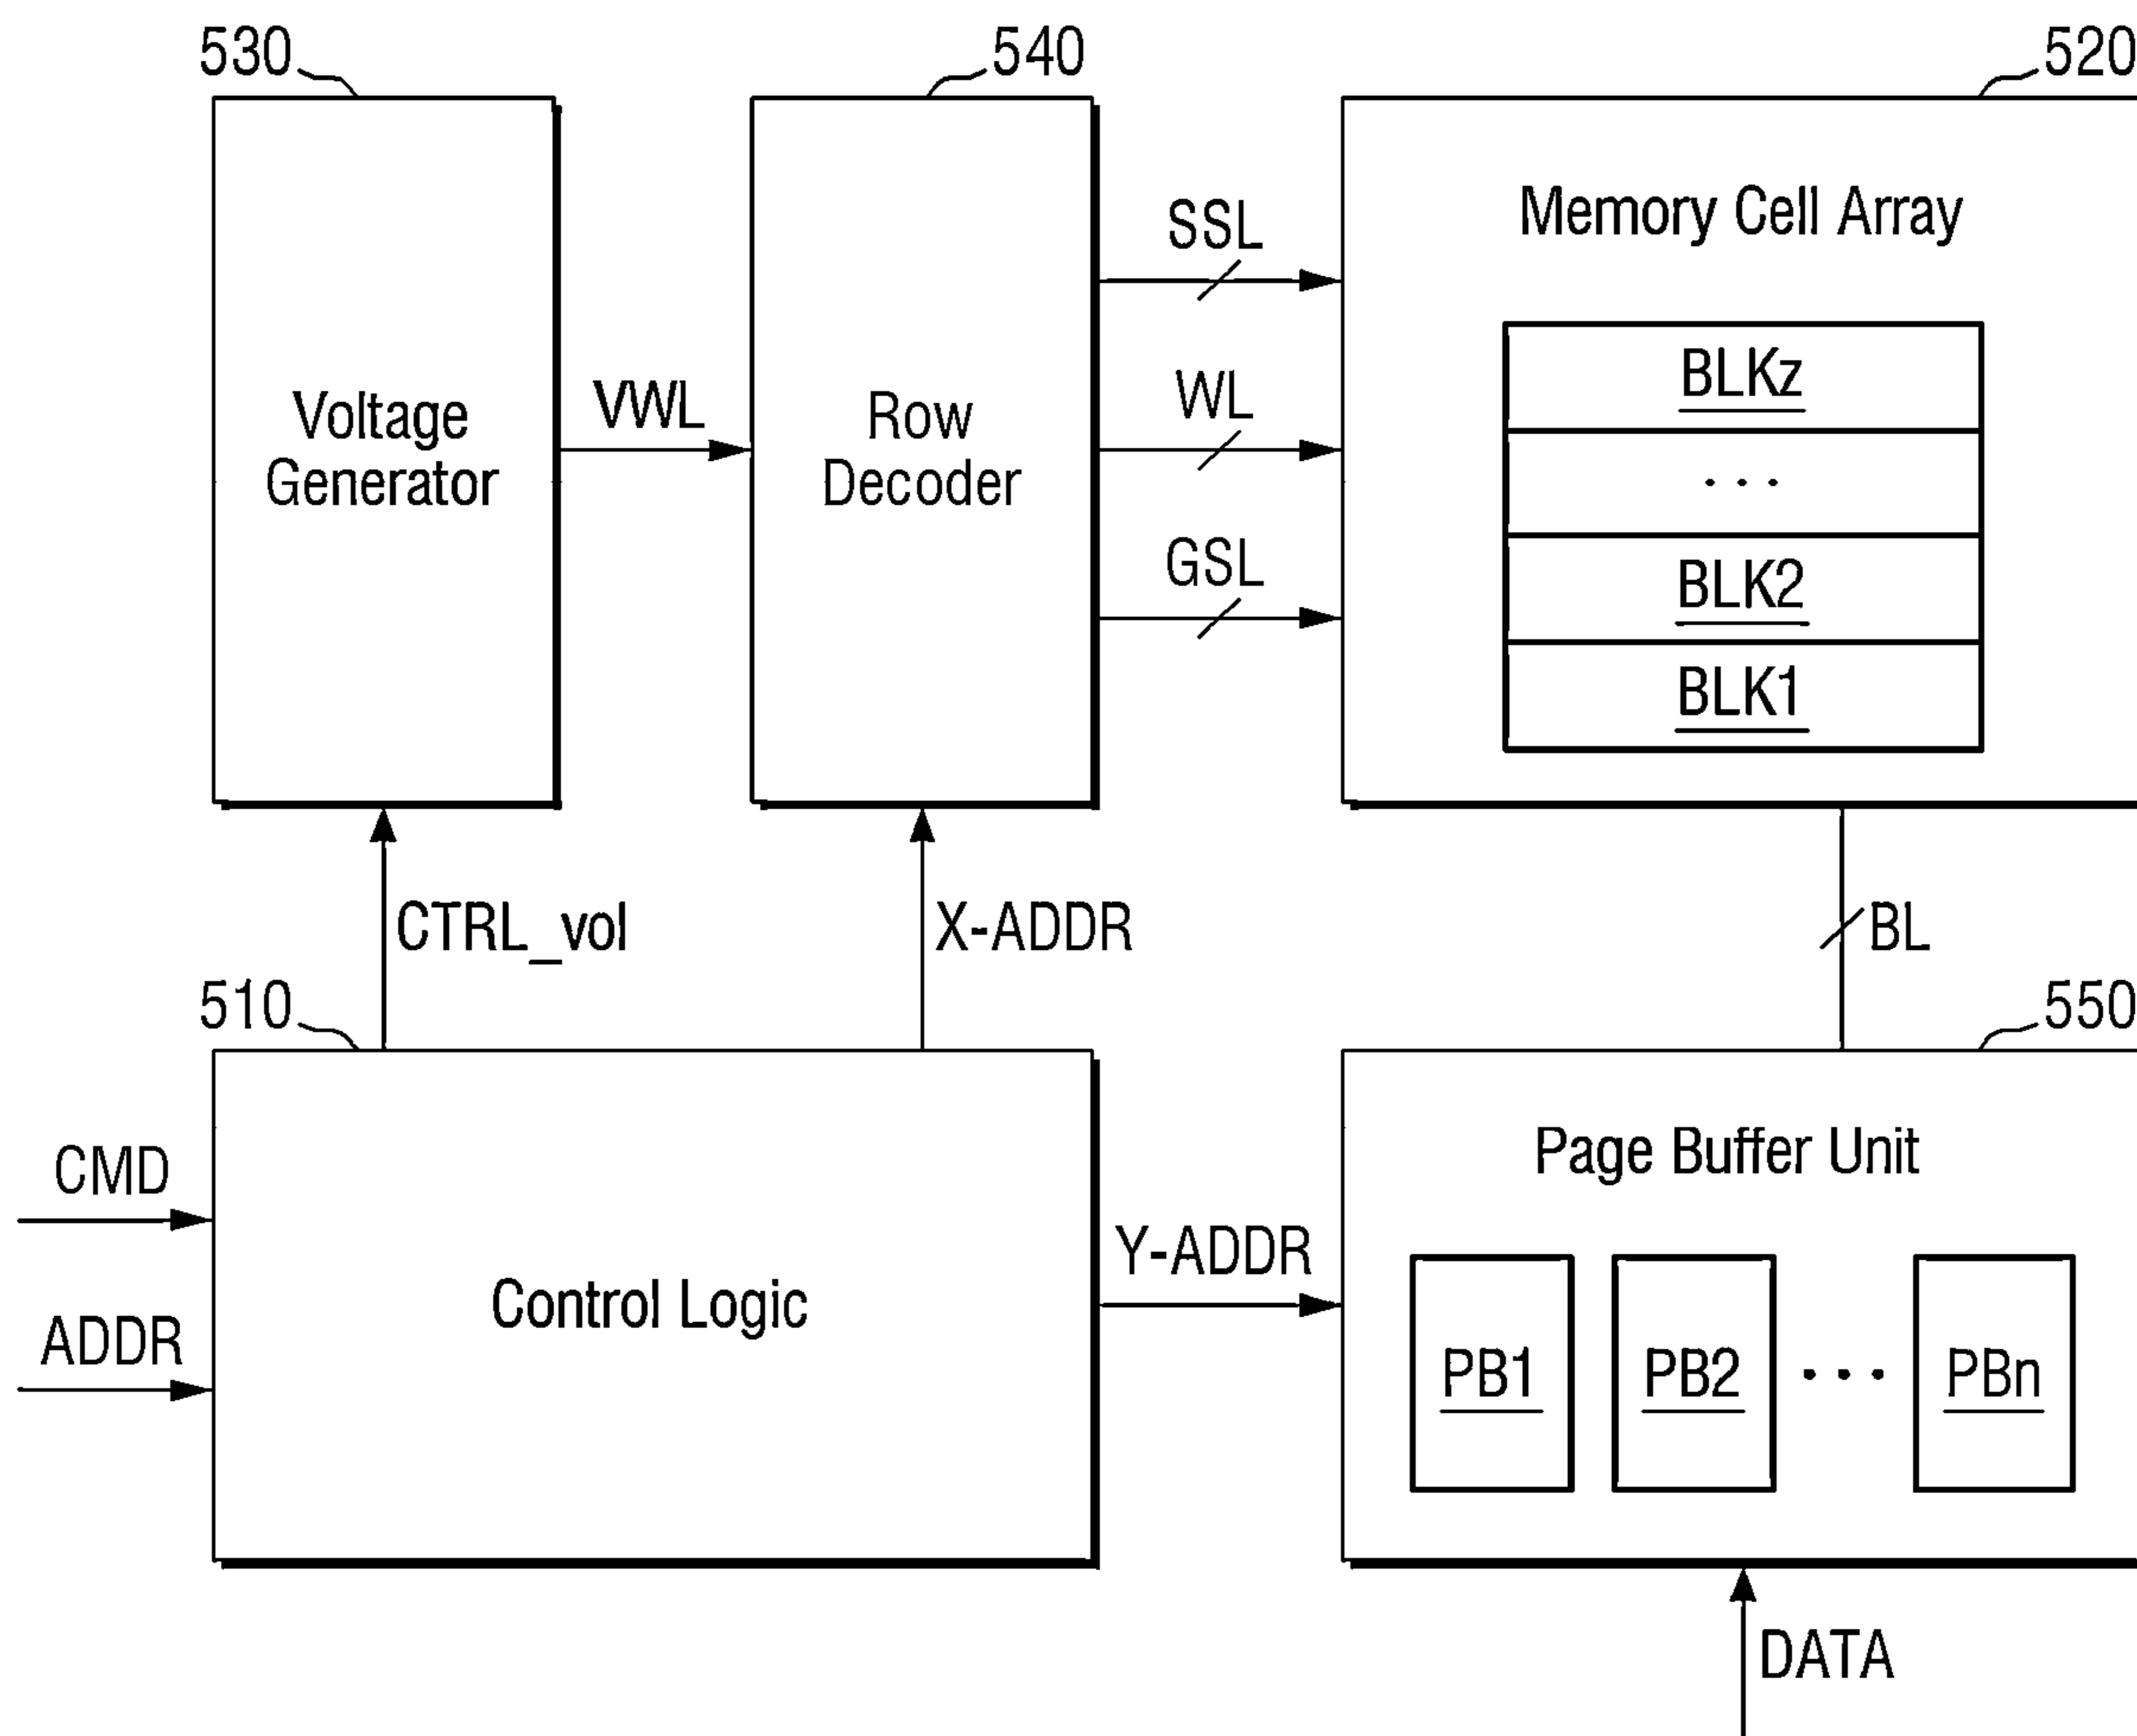 530
540
520
Memory Cell Array
SSL
WL
GSL
VWL
Voltage
Generator
Row
Decoder
BLKz
...
BLK2
BLK1
CTRL_vol
X-ADDR
BL
510
550
CMD
ADDR
Control Logic
Y-ADDR
Page Buffer Unit
PB1
PB2
...
PBn
DATA